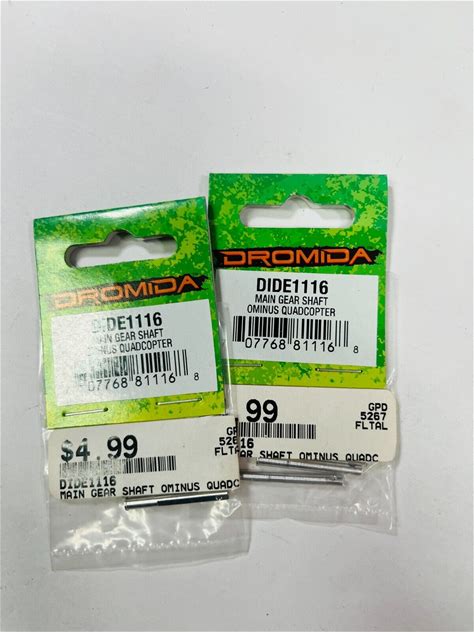 DROMIDA
DIDE1116
MAIN GEAR SHAFT
OMINUS QUADCOPTER
07768 81116 8
$4.99
GPD
526
FLTAL
DIDE1116
MAIN GEAR SHAFT OMINUS QUADC
DROMIDA
DIDE1116
MAIN GEAR SHAFT
OMINUS QUADCOPTER
07768 81116 8
99
GPD
5267
FLTAL
16
GEAR SHAFT OMINUS QUADC